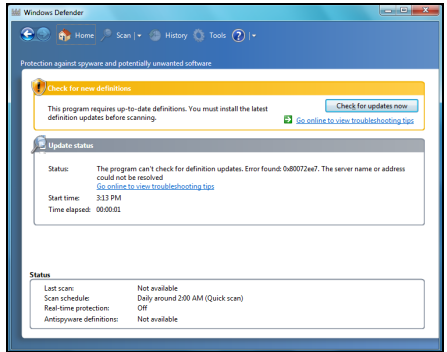 Windows Defender
Home Scan History Tools
Protection against spyware and potentially unwanted software
Check for new definitions
This program requires up-to-date definitions. You must install the latest
definition updates before scanning.
Check for updates now
Go online to view troubleshooting tips
Update status
Status: The program can't check for definition updates. Error found: 0x80072ee7. The server name or address
could not be resolved
Go online to view troubleshooting tips
Start time: 3:13 PM
Time elapsed: 00:00:01
Status
Last scan: Not available
Scan schedule: Daily around 2:00 AM (Quick scan)
Real-time protection: Off
Antispyware definitions: Not available